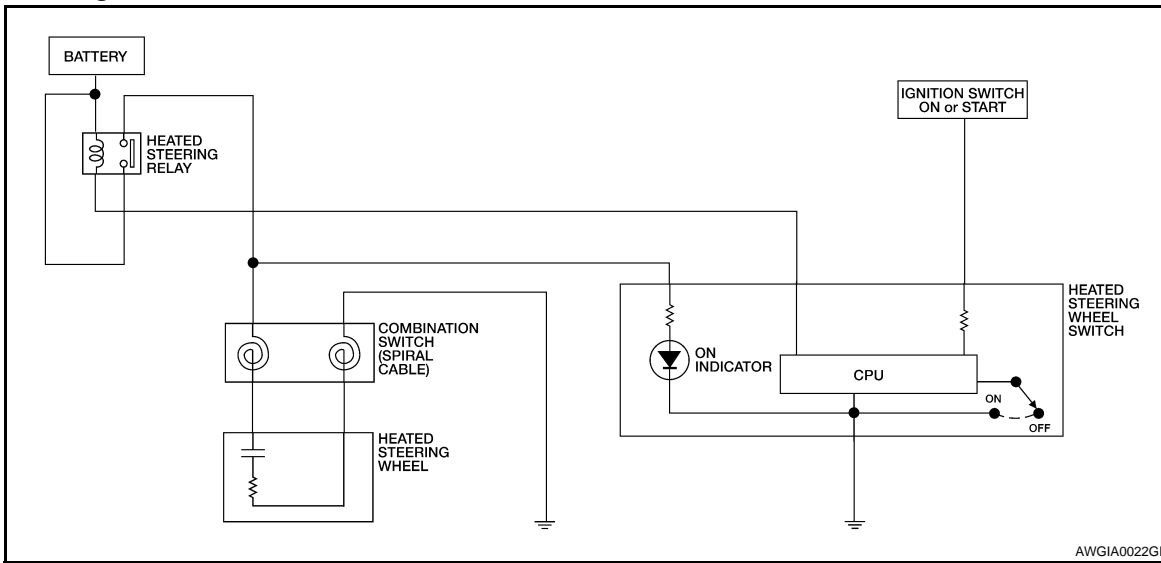 BATTERY
IGNITION SWITCH
ON or START
HEATED
STEERING
RELAY
HEATED
STEERING
WHEEL
SWITCH
COMBINATION
SWITCH
(SPIRAL
CABLE)
ON
INDICATOR
CPU
ON
OFF
HEATED
STEERING
WHEEL